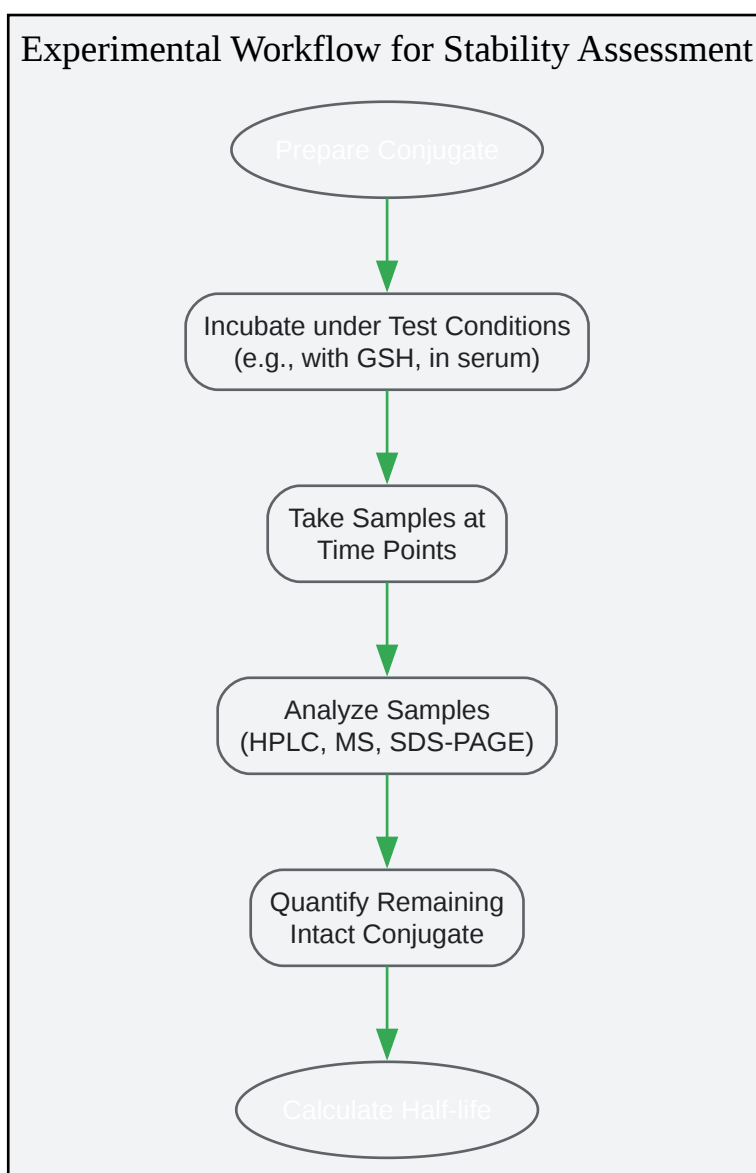 Experimental Workflow for Stability Assessment
Prepare Conjugate
Incubate under Test Conditions
(e.g., with GSH, in serum)
Take Samples at
Time Points
Analyze Samples
(HPLC, MS, SDS-PAGE)
Quantify Remaining
Intact Conjugate
Calculate Half-life